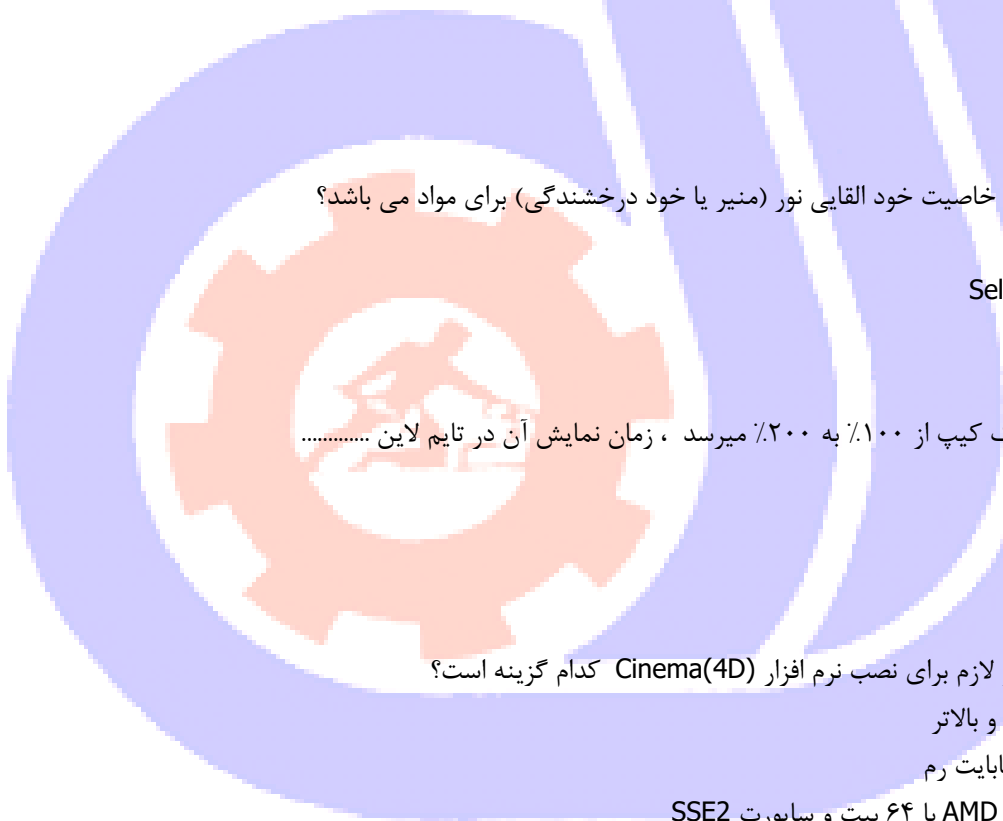 خاصیت خود القایی نور (منیر یا خود درخشندگی) برای مواد می باشد؟
Sel
کیپ از ۱۰۰٪ به ۲۰۰٪ میرسد ، زمان نمایش آن در تایم لاین .............
لازم برای نصب نرم افزار Cinema(4D) کدام گزینه است؟
و بالاتر
رم
AMD با ۶۴ بیت و ساپورت SSE2